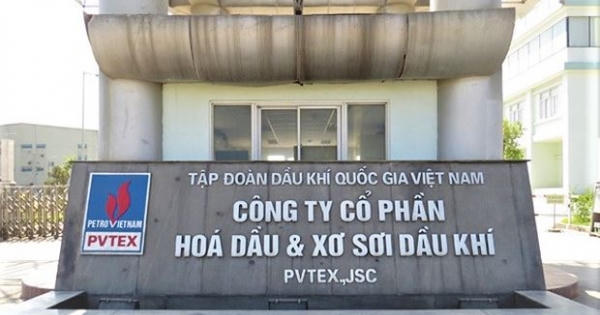 TẬP ĐOÀN DẦU KHÍ QUỐC GIA VIỆT NAM
CÔNG TY CỔ PHẦN
HOÁ DẦU & XƠ SỢI DẦU KHÍ
PVTEX.,JSC
PETROVIETNAM
PVTEX